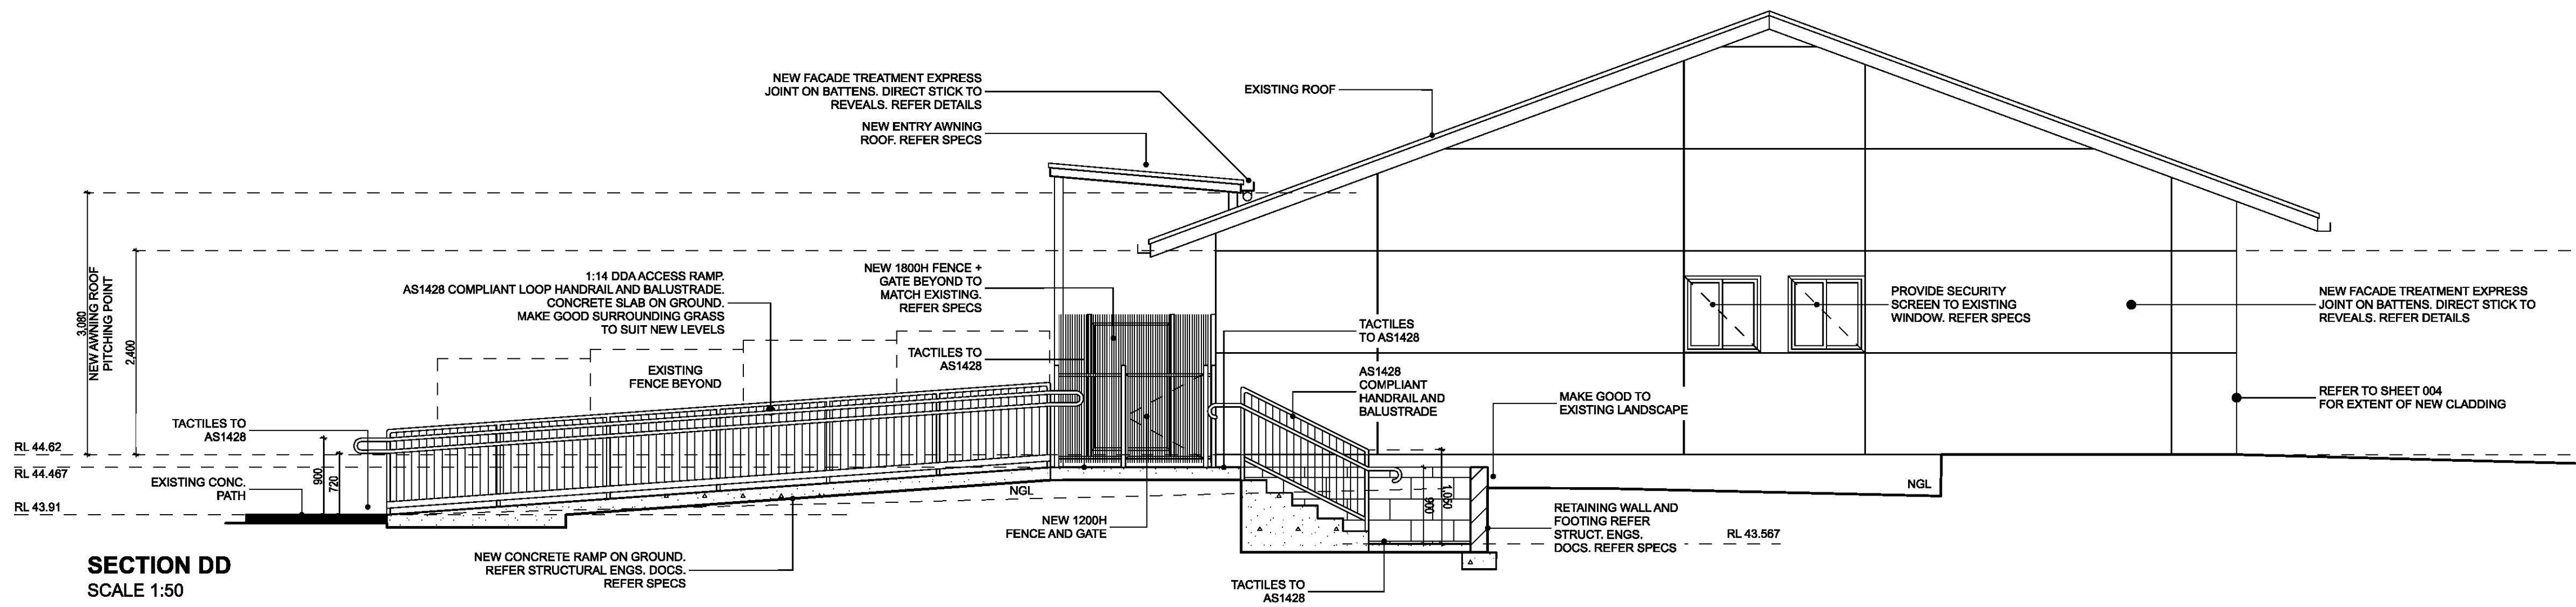 NEW FACADE TREATMENT EXPRESS
JOINT ON BATTENS. DIRECT STICK TO
REVEALS. REFER DETAILS
NEW ENTRY AWNING
ROOF. REFER SPECS
EXISTING ROOF
3,080
NEW AWNING ROOF
PITCHING POINT
2,400
1:14 DDA ACCESS RAMP.
AS1428 COMPLIANT LOOP HANDRAIL AND BALUSTRADE.
CONCRETE SLAB ON GROUND.
MAKE GOOD SURROUNDING GRASS
TO SUIT NEW LEVELS
NEW 1800H FENCE +
GATE BEYOND TO
MATCH EXISTING.
REFER SPECS
TACTILES TO
AS1428
EXISTING
FENCE BEYOND
TACTILES
TO AS1428
AS1428
COMPLIANT
HANDRAIL AND
BALUSTRADE
PROVIDE SECURITY
SCREEN TO EXISTING
WINDOW. REFER SPECS
NEW FACADE TREATMENT EXPRESS
JOINT ON BATTENS. DIRECT STICK TO
REVEALS. REFER DETAILS
MAKE GOOD TO
EXISTING LANDSCAPE
REFER TO SHEET 004
FOR EXTENT OF NEW CLADDING
TACTILES TO
AS1428
RL 44.62
RL 44.467
EXISTING CONC.
PATH
RL 43.91
900
720
NGL
NEW 1200H
FENCE AND GATE
1,050
900
NGL
RETAINING WALL AND
FOOTING REFER
STRUCT. ENGS.
DOCS. REFER SPECS
RL 43.567
NEW CONCRETE RAMP ON GROUND.
REFER STRUCTURAL ENGS. DOCS.
REFER SPECS
TACTILES TO
AS1428
SECTION DD
SCALE 1:50